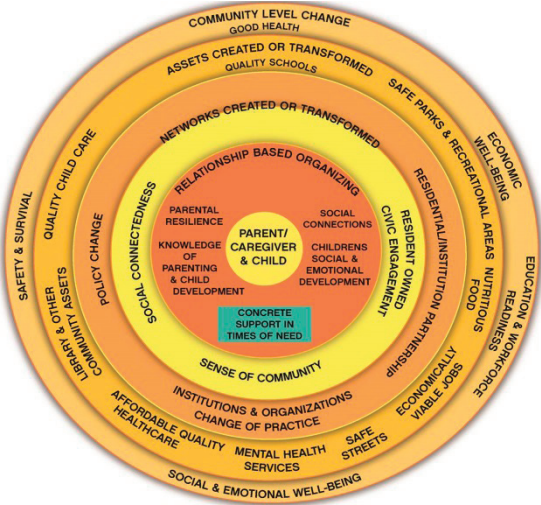 COMMUNITY LEVEL CHANGE
GOOD HEALTH
ASSETS CREATED OR TRANSFORMED
QUALITY SCHOOLS
SAFE PARKS & RECREATIONAL AREAS
ECONOMIC
WELL-BEING
NETWORKS CREATED OR TRANSFORMED
QUALITY CHILD CARE
RELATIONSHIP BASED ORGANIZING
PARENTAL
RESILIENCE
SOCIAL
CONNECTIONS
PARENT/
CAREGIVER
& CHILD
KNOWLEDGE
OF
PARENTING
& CHILD
DEVELOPMENT
CHILDRENS
SOCIAL &
EMOTIONAL
DEVELOPMENT
CONCRETE
SUPPORT IN
TIMES OF NEED
SOCIAL CONNECTEDNESS
RESIDENT OWNED
CIVIC ENGAGEMENT
SENSE OF COMMUNITY
POLICY CHANGE
RESIDENTIAL/INSTITUTION PARTNERSHIP
INSTITUTIONS & ORGANIZATIONS
CHANGE OF PRACTICE
SAFETY & SURVIVAL
LIBRARY & OTHER
COMMUNITY ASSETS
NUTRITIOUS
FOOD
EDUCATION & WORKFORCE
READINESS
ECONOMICALLY
VIABLE JOBS
AFFORDABLE QUALITY
HEALTHCARE
MENTAL HEALTH
SERVICES
SAFE
STREETS
SOCIAL & EMOTIONAL WELL-BEING